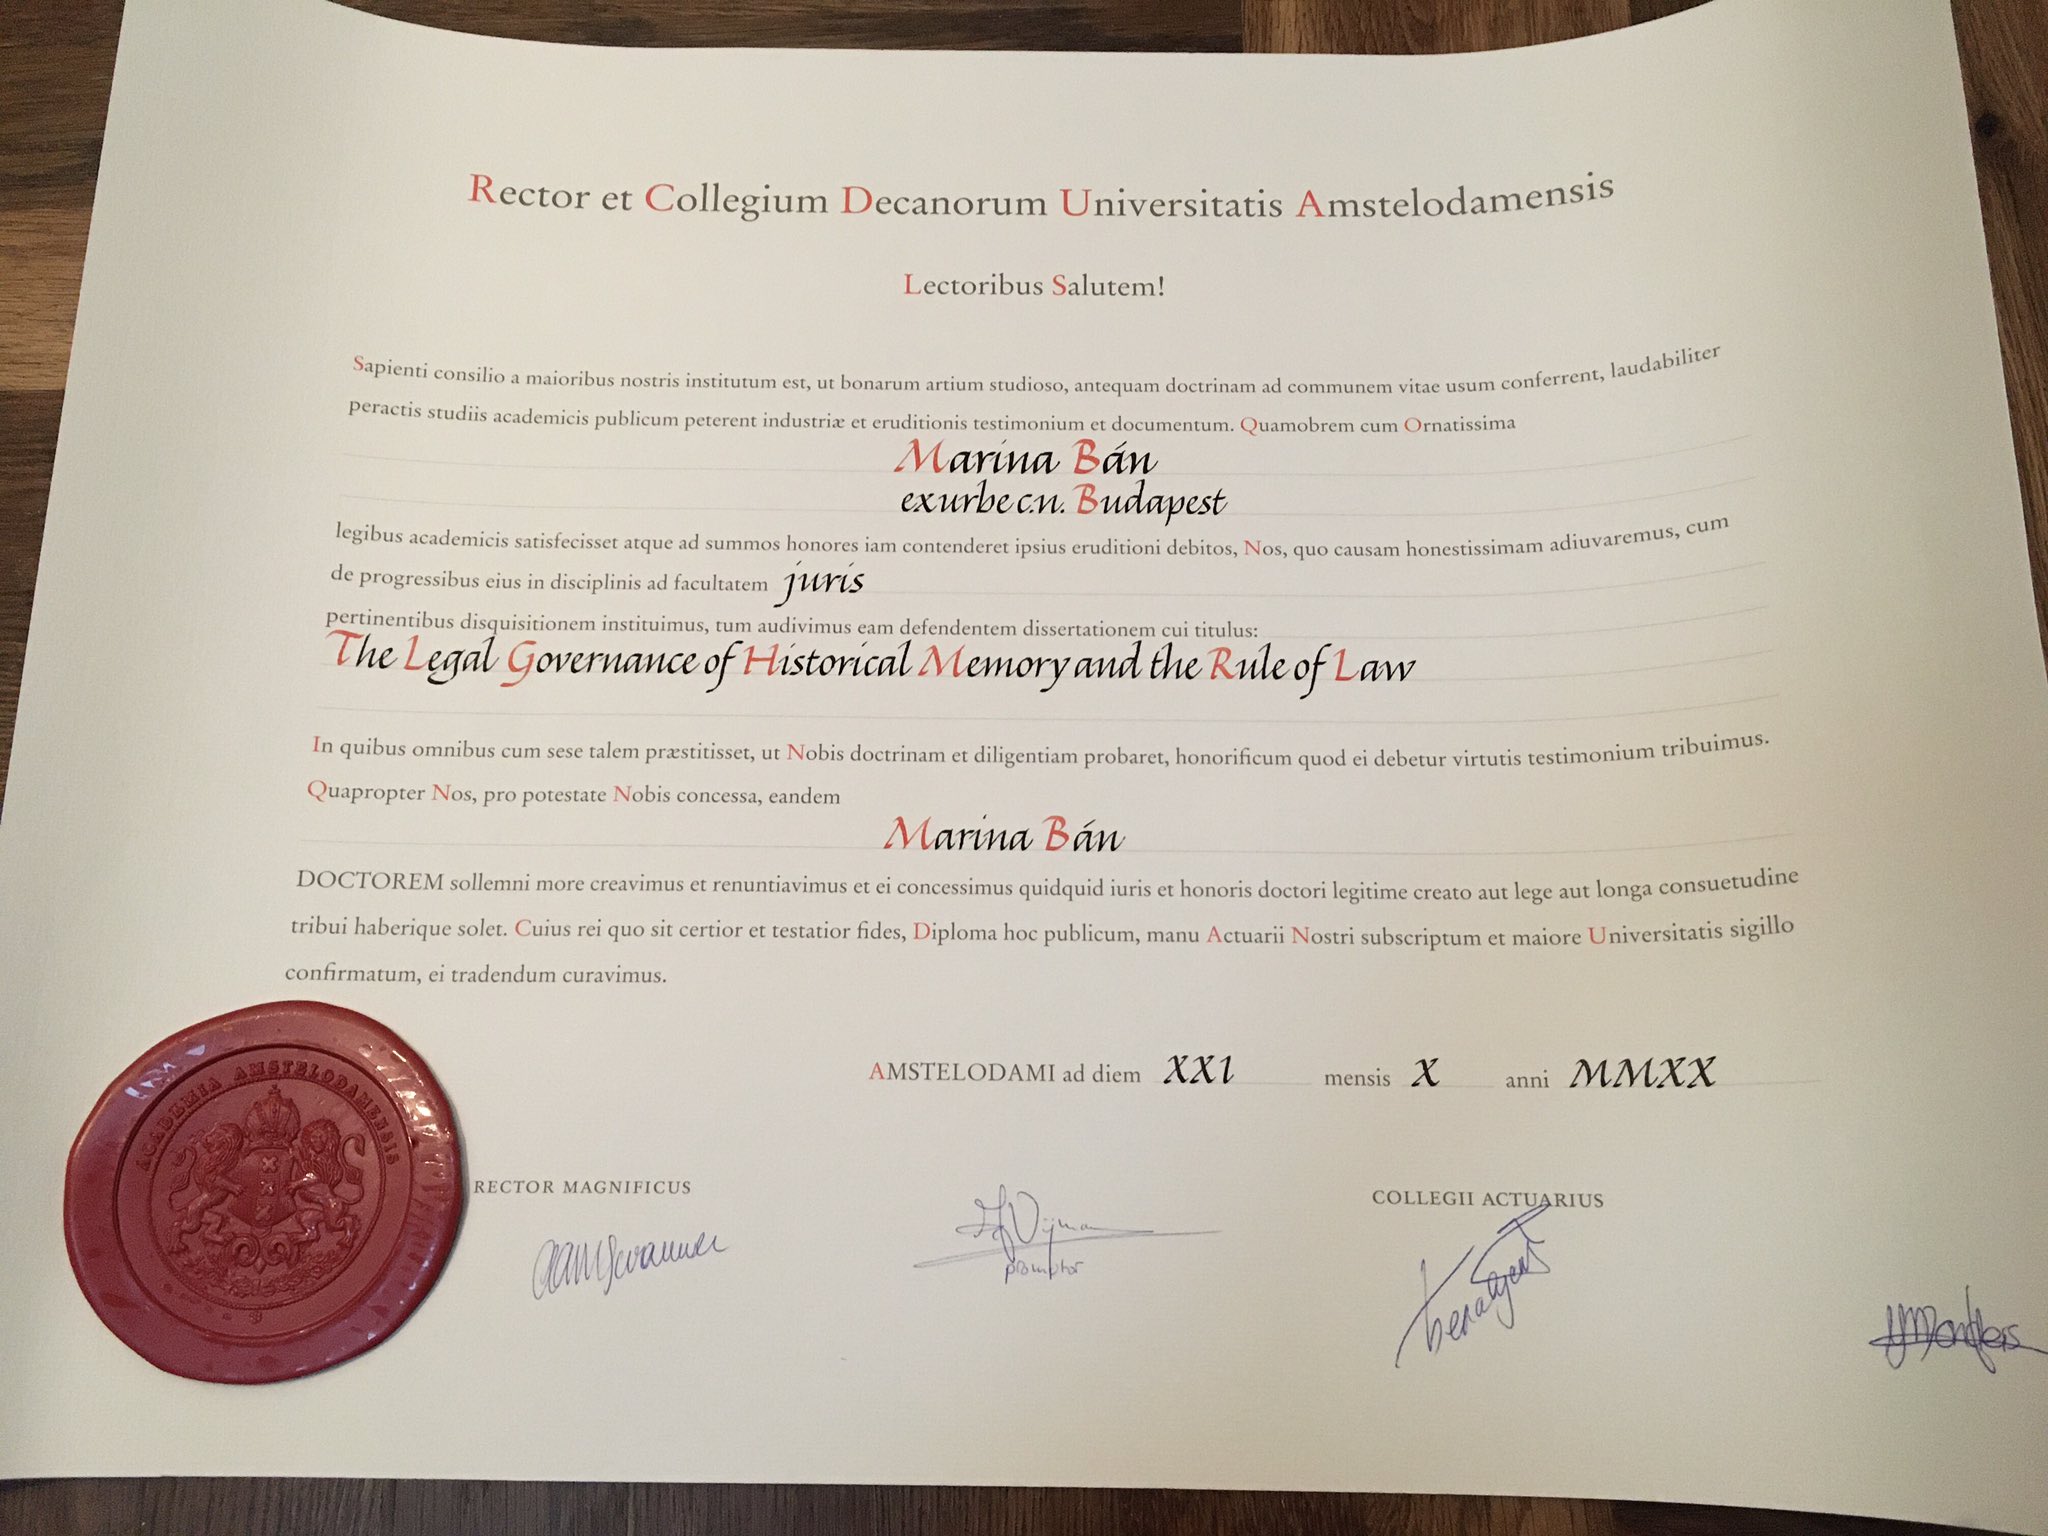 Rector et Collegium Decanorum Universitatis Amstelodamensis
Lectoribus Salutem!
Sapienti consilio a maioribus nostris institutum est, ut bonarum artium studioso, antequam doctrinam ad communem vitae usum conferrent, laudabiliter
peractis studiis academicis publicum peterent industriæ et eruditionis testimonium et documentum. Quamobrem cum Ornatissima
Marina Bán
ex urbe c.n. Budapest
legibus academicis satisfecisset atque ad summos honores iam contenderet ipsius eruditioni debitos, Nos, quo causam honestissimam adiuvaremus, cum
de progressibus eius in disciplinis ad facultatem juris
pertinentibus disquisitionem instituimus, tum audivimus eam defendentem dissertationem cui titulus:
The Legal Governance of Historical Memory and the Rule of Law
In quibus omnibus cum sese talem præstitisset, ut Nobis doctrinam et diligentiam probaret, honorificum quod ei debetur virtutis testimonium tribuimus.
Quapropter Nos, pro potestate Nobis concessa, eandem
Marina Bán
DOCTOREM sollemni more creavimus et renuntiavimus et ei concessimus quidquid iuris et honoris doctori legitime creato aut lege aut longa consuetudine
tribui haberique solet. Cuius rei quo sit certior et testatior fides, Diploma hoc publicum, manu Actuarii Nostri subscriptum et maiore Universitatis sigillo
confirmatum, ei tradendum curavimus.
AMSTELODAMI ad diem XXI mensis X anni MMXX
ACADEMIA AMSTELODAMENSIS
RECTOR MAGNIFICUS
COLLEGII ACTUARIUS
promotor